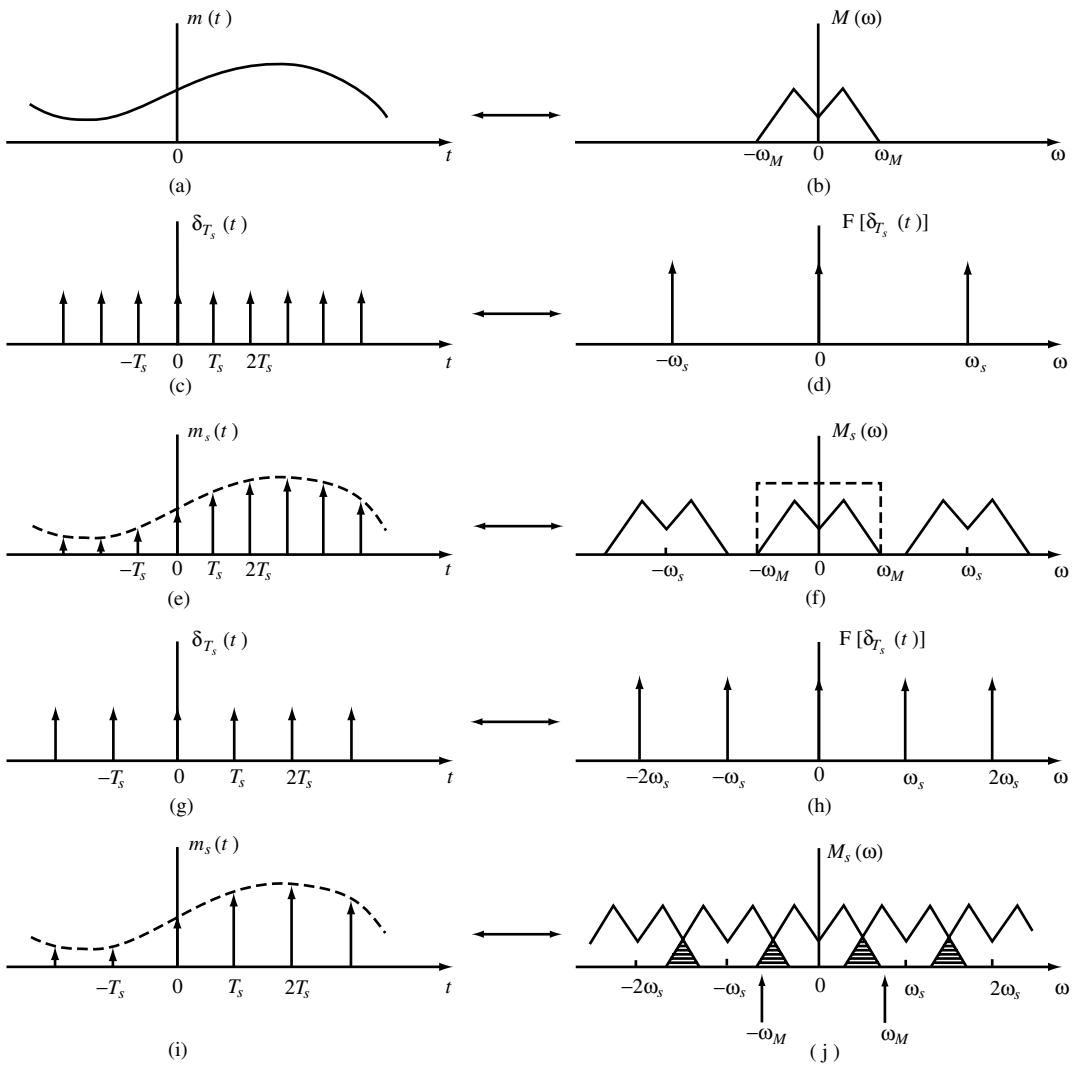 m (t)
M (ω)
0
t
−ω_M
0
ω_M
ω
(a)
(b)
δ_{T_s} (t)
F [δ_{T_s} (t)]
−T_s
0
T_s
2T_s
t
−ω_s
0
ω_s
ω
(c)
(d)
m_s (t)
M_s (ω)
−T_s
0
T_s
2T_s
t
−ω_s
−ω_M
0
ω_M
ω_s
ω
(e)
(f)
δ_{T_s} (t)
F [δ_{T_s} (t)]
−T_s
0
T_s
2T_s
t
−2ω_s
−ω_s
0
ω_s
2ω_s
ω
(g)
(h)
m_s (t)
M_s (ω)
−T_s
0
T_s
2T_s
t
−2ω_s
−ω_s
0
ω_s
2ω_s
ω
−ω_M
ω_M
(i)
( j )